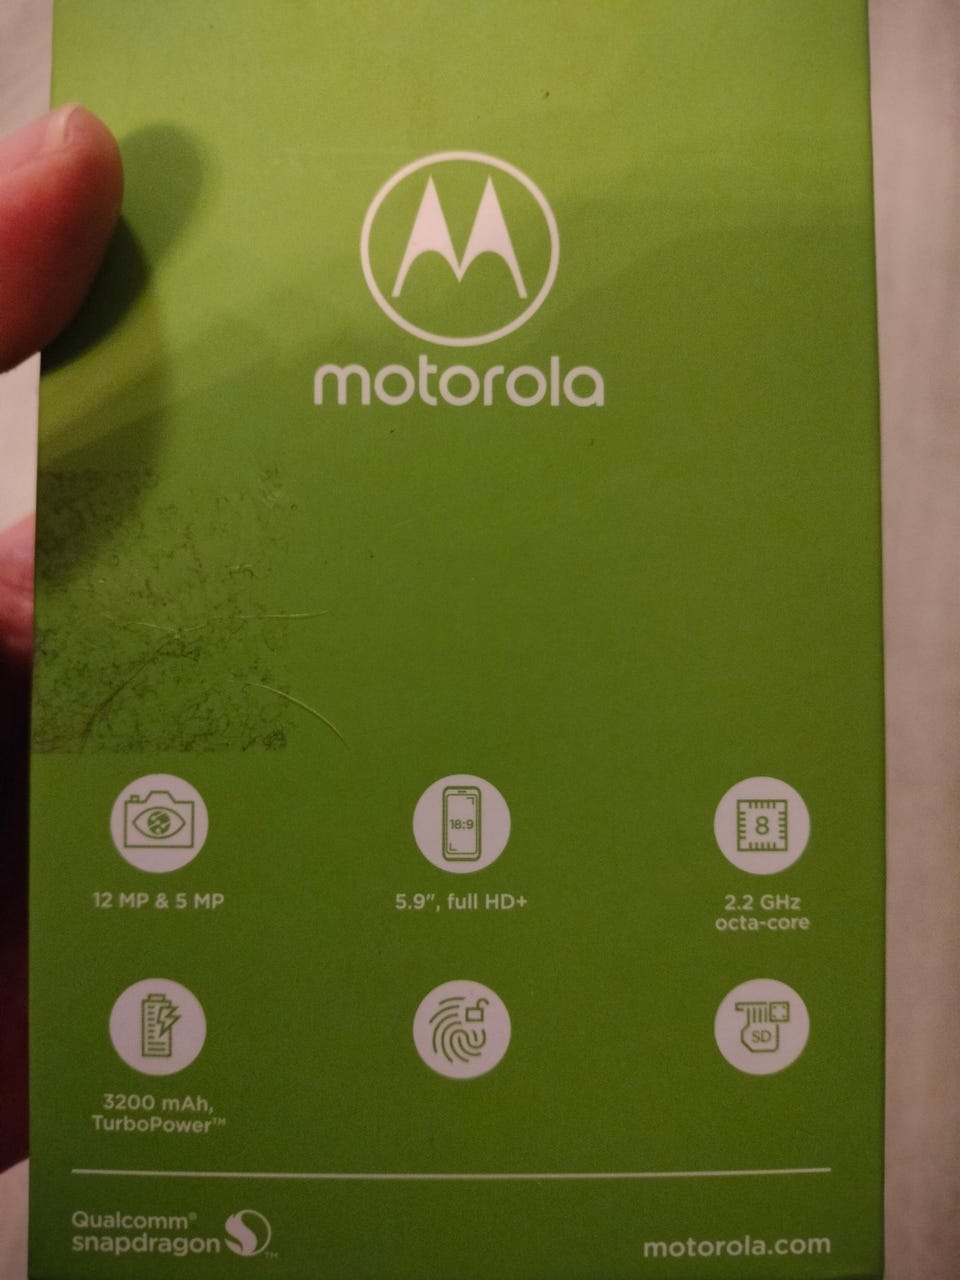 motorola
18:9
8
12 MP & 5 MP
5.9", full HD+
2.2 GHz
octa-core
SD
3200 mAh,
TurboPower™
Qualcomm®
snapdragon™
motorola.com